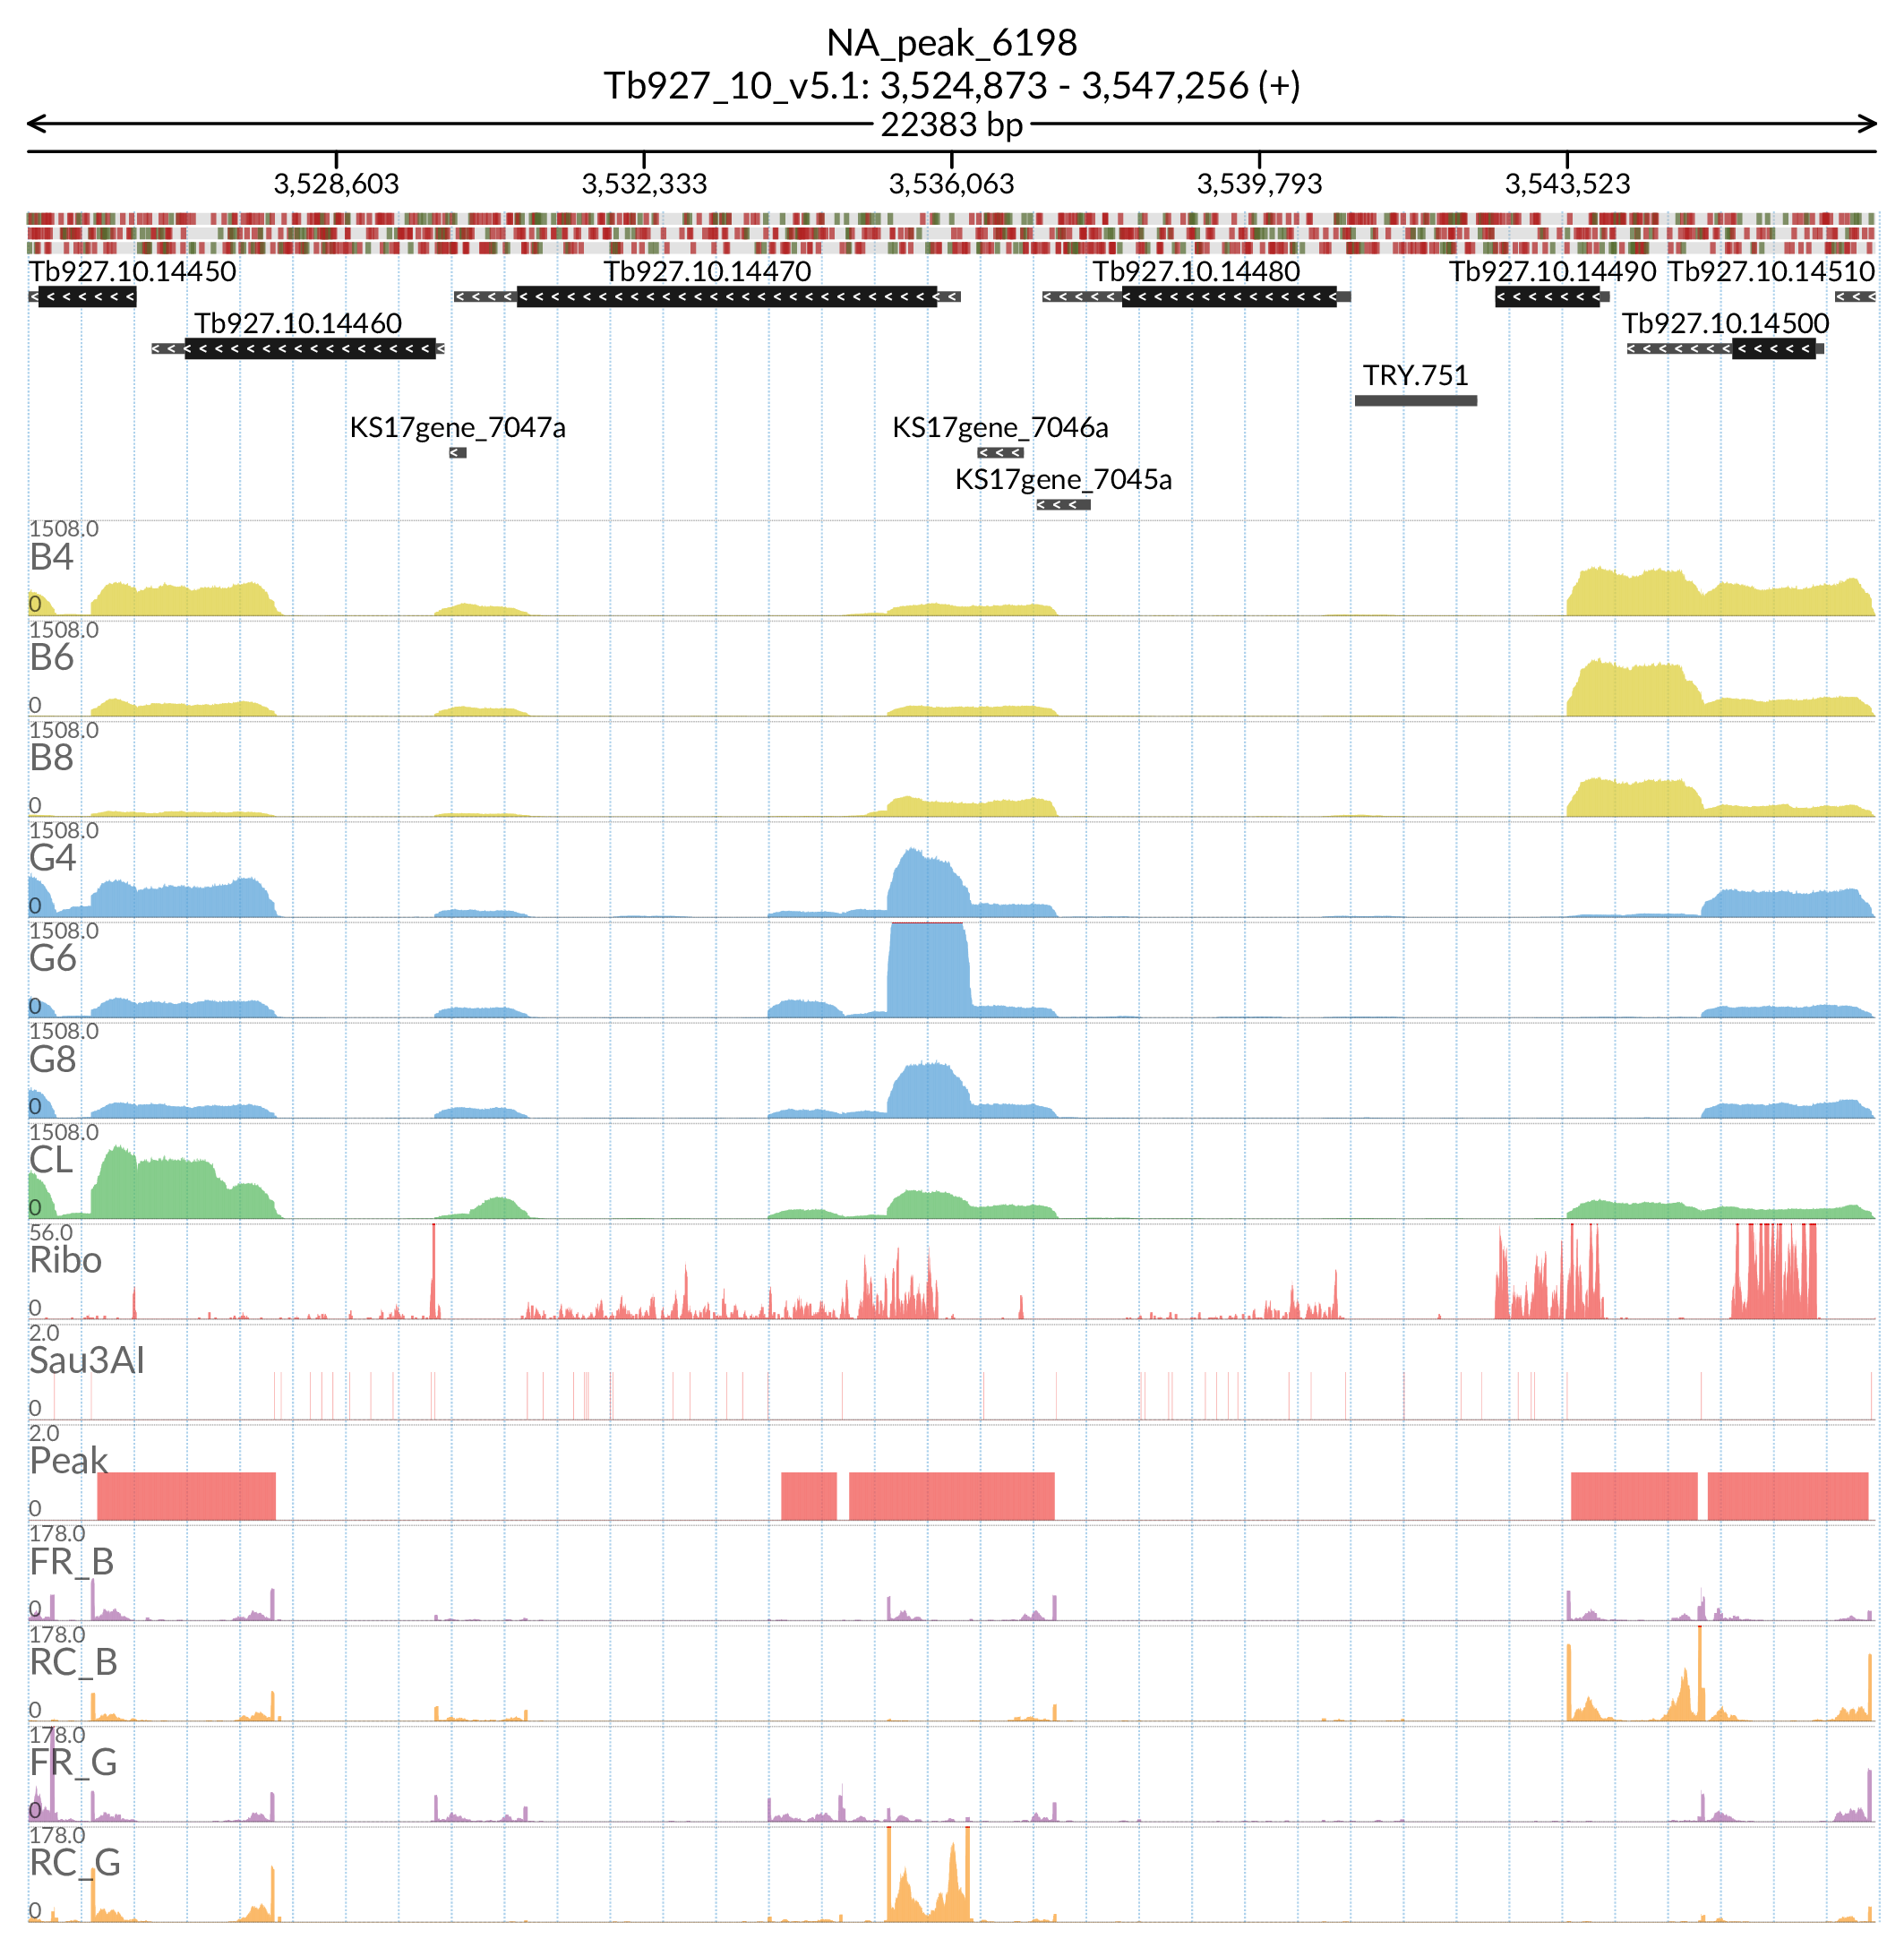 NA_peak_6198
Tb927_10_v5.1: 3,524,873 - 3,547,256 (+)
22383 bp
3,528,603 3,532,333 3,536,063 3,539,793 3,543,523
Tb927.10.14450 Tb927.10.14470 Tb927.10.14480 Tb927.10.14490 Tb927.10.14510
Tb927.10.14460 Tb927.10.14500
TRY.751
KS17gene_7047a KS17gene_7046a
KS17gene_7045a
1508.0
B4
0
1508.0
B6
0
1508.0
B8
0
1508.0
G4
0
1508.0
G6
0
1508.0
G8
0
1508.0
CL
0
56.0
Ribo
0
2.0
Sau3AI
0
2.0
Peak
0
178.0
FR_B
0
178.0
RC_B
0
178.0
FR_G
0
178.0
RC_G
0